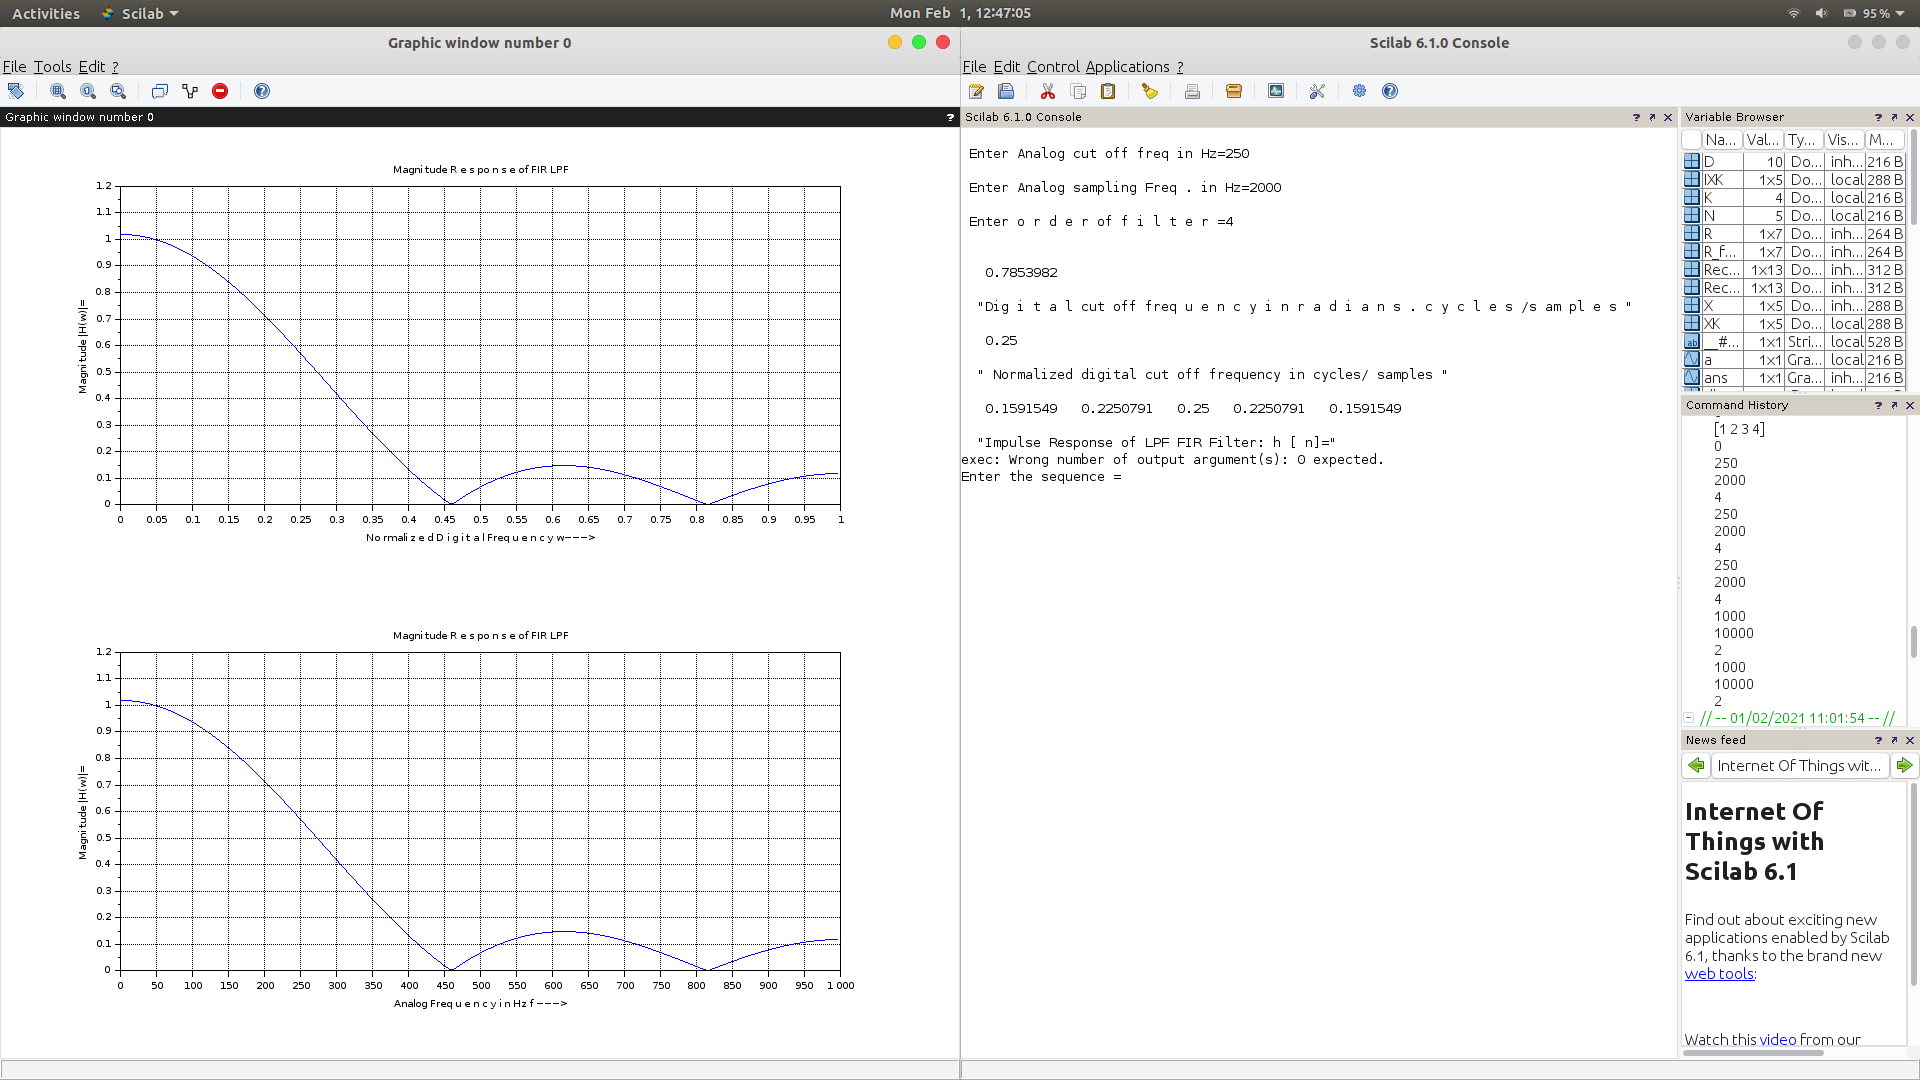 Activities Scilab Mon Feb 1, 12:47:05 95 %
Graphic window number 0
File Tools Edit ?
Graphic window number 0 ?
Magnitude R e s p o n s e of FIR LPF
1.2
1.1
1
0.9
0.8
0.7
0.6
0.5
0.4
0.3
0.2
0.1
0
Magnitude |H(w)|=
0 0.05 0.1 0.15 0.2 0.25 0.3 0.35 0.4 0.45 0.5 0.55 0.6 0.65 0.7 0.75 0.8 0.85 0.9 0.95 1
No rmali z e d D i g i t a l Freq u e n c y w--->
Magnitude R e s p o n s e of FIR LPF
1.2
1.1
1
0.9
0.8
0.7
0.6
0.5
0.4
0.3
0.2
0.1
0
Magnitude |H(w)|=
0 50 100 150 200 250 300 350 400 450 500 550 600 650 700 750 800 850 900 950 1 000
Analog Freq u e n c y i n Hz f --->
Scilab 6.1.0 Console
File Edit Control Applications ?
Scilab 6.1.0 Console ?
Enter Analog cut off freq in Hz=250
Enter Analog sampling Freq . in Hz=2000
Enter o r d e r of f i l t e r =4
0.7853982
"Dig i t a l cut off freq u e n c y i n r a d i a n s . c y c l e s /s am pl e s "
0.25
" Normalized digital cut off frequency in cycles/ samples "
0.1591549 0.2250791 0.25 0.2250791 0.1591549
"Impulse Response of LPF FIR Filter: h [ n]="
exec: Wrong number of output argument(s): 0 expected.
Enter the sequence =
Variable Browser ?
Na... Val... Ty... Vis... M...
D 10 Do... inh... 216 B
IXK 1x5 Do... local 288 B
K 4 Do... local 216 B
N 5 Do... local 216 B
R 1x7 Do... inh... 264 B
R_f... 1x7 Do... inh... 264 B
Rec... 1x13 Do... inh... 312 B
Rec... 1x13 Do... inh... 312 B
X 1x5 Do... inh... 288 B
XK 1x5 Do... local 288 B
__#... 1x1 Stri... local 528 B
a 1x1 Gra... local 216 B
ans 1x1 Gra... inh... 216 B
Command History ?
[1 2 3 4]
0
250
2000
4
250
2000
4
250
2000
4
1000
10000
2
1000
10000
2
// -- 01/02/2021 11:01:54 -- //
News feed ?
Internet Of Things wit...
Internet Of
Things with
Scilab 6.1
Find out about exciting new
applications enabled by Scilab
6.1, thanks to the brand new
web tools:
Watch this video from our